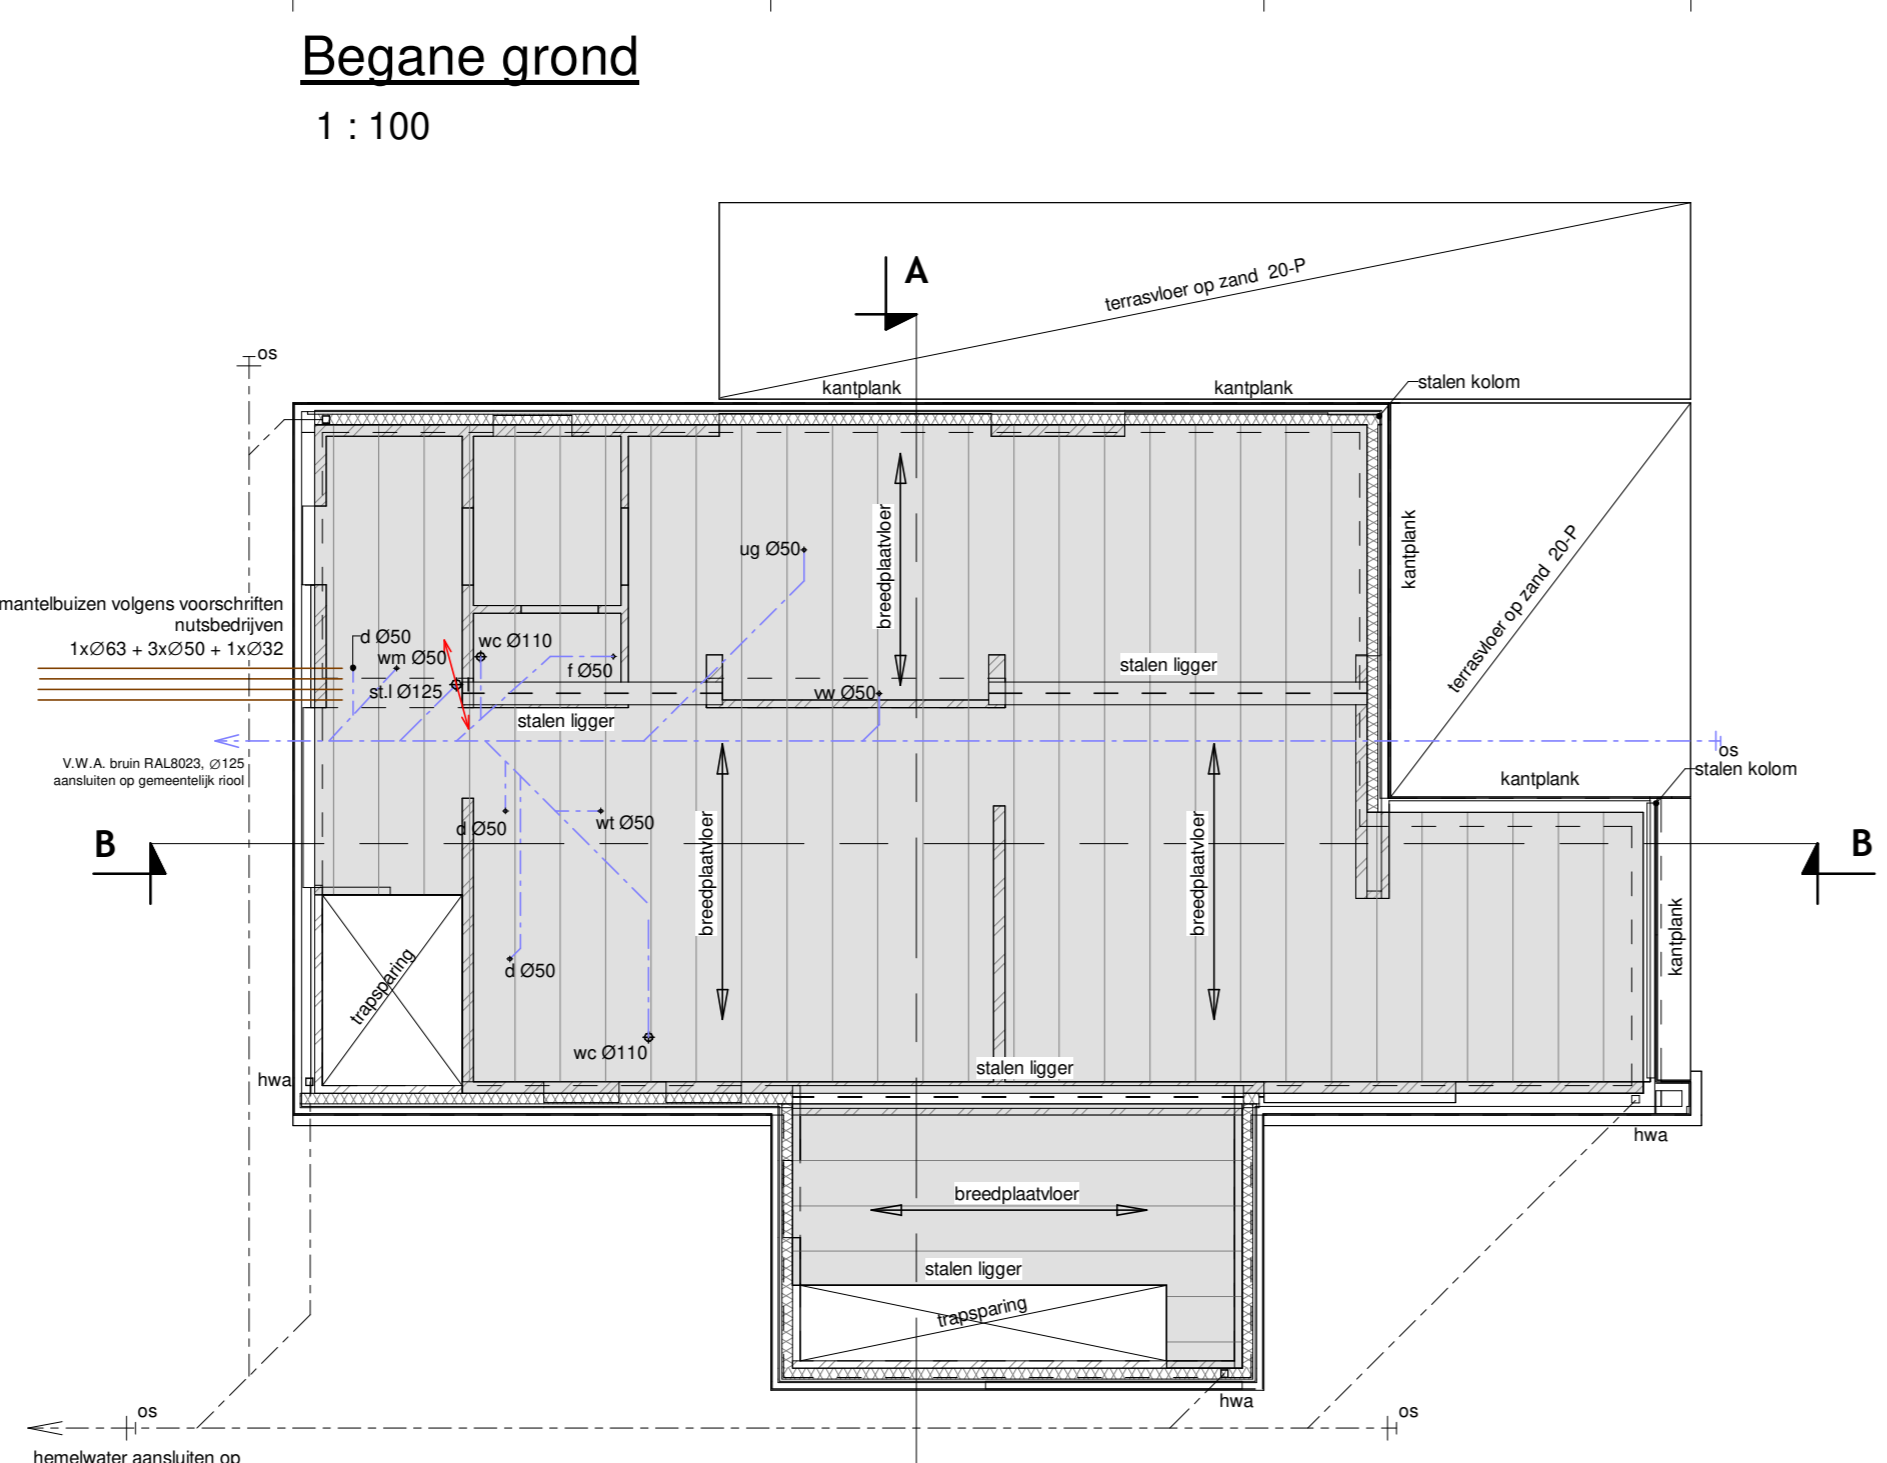 Begane grond
1 : 100
terrasvloer op zand 20-P
A
os
kantplank
kantplank
stalen kolom
breedplaatvloer
kantplank
terrasvloer op zand 20-P
ug Ø50
mantelbuizen volgens voorschriften
nutsbedrijven
1xØ63 + 3xØ50 + 1xØ32
d Ø50
wm Ø50
wc Ø110
f Ø50
st.l Ø125
stalen ligger
vw Ø50
stalen ligger
V.W.A. bruin RAL8023, Ø125
aansluiten op gemeentelijk riool
os
stalen kolom
kantplank
d Ø50
wt Ø50
B
B
breedplaatvloer
breedplaatvloer
kantplank
trapsparing
d Ø50
wc Ø110
hwa
stalen ligger
hwa
breedplaatvloer
stalen ligger
trapsparing
hwa
os
os
hemelwater aansluiten op